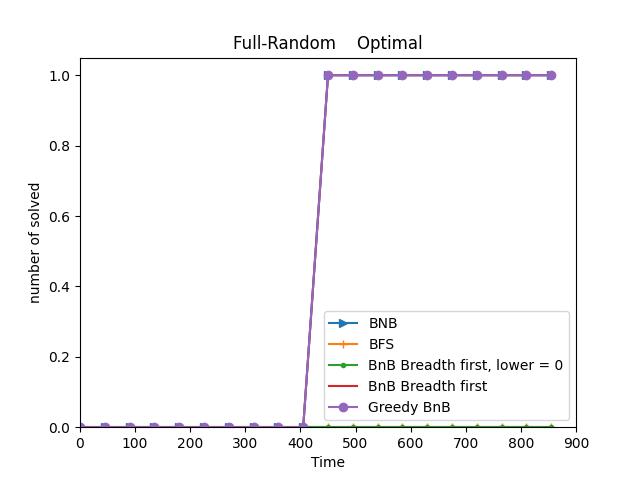 Full-Random    Optimal
number of solved
1.0
0.8
0.6
0.4
0.2
0.0
BNB
BFS
BnB Breadth first, lower = 0
BnB Breadth first
Greedy BnB
0 100 200 300 400 500 600 700 800 900
Time